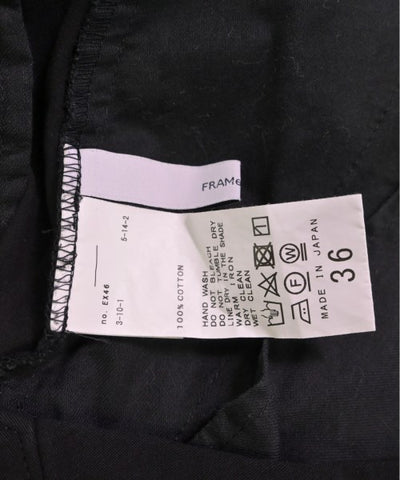 FRAMe
5-14-2
no. EX46
3-10-1
100% COTTON
HAND WASH
DO NOT BLEACH
DO NOT TUMBLE DRY
LINE DRY IN THE SHADE
WARM IRON
DRY CLEAN
WET CLEAN
F W
MADE IN JAPAN
36